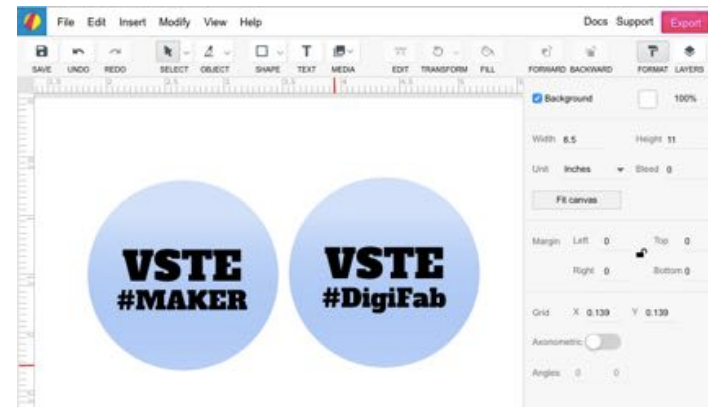 File Edit Insert Modify View Help Docs Support Export
SAVE UNDO REDO SELECT OBJECT SHAPE TEXT MEDIA EDIT TRANSFORM FILL FORWARD BACKWARD FORMAT LAYERS
Background 100%
Width 8.5 Height 11
Unit Inches Bleed 0
Fit canvas
Margin Left 0 Top 0
Right 0 Bottom 0
Grid X 0.139 Y 0.139
Axonometric
Angles 0 0
VSTE
#MAKER
VSTE
#DigiFab